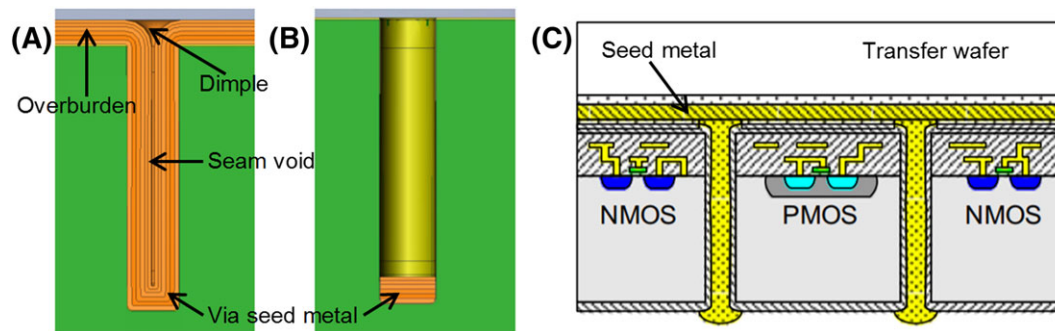 (A)
Overburden
Dimple
Seam void
Via seed metal
(B)
(C)
Seed metal
Transfer wafer
NMOS
PMOS
NMOS